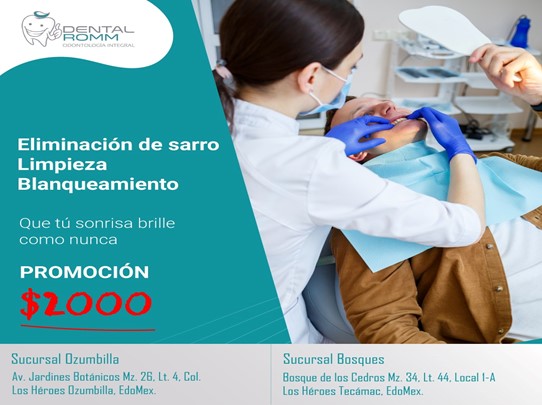 DENTAL
ROMM
ODONTOLOGÍA INTEGRAL
Eliminación de sarro
Limpieza
Blanqueamiento
Que tú sonrisa brille
como nunca
PROMOCIÓN
$2000
Sucursal Ozumbilla
Av. Jardines Botánicos Mz. 26, Lt. 4, Col.
Los Héroes Ozumbilla, EdoMex.
Sucursal Bosques
Bosque de los Cedros Mz. 34, Lt. 44, Local 1-A
Los Héroes Tecámac, EdoMex.